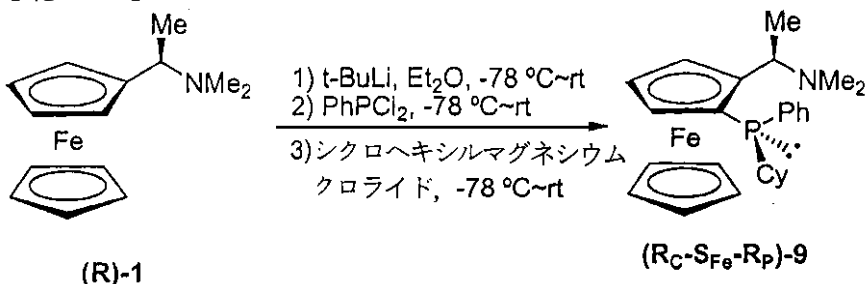 Me
NMe2
Fe
(R)-1
1) t-BuLi, Et2O, -78 ºC~rt
2) PhPCl2, -78 ºC~rt
3) シクロヘキシルマグネシウム
クロライド, -78 ºC~rt
Me
NMe2
Ph
P
Fe
Cy
(RC-SFe-RP)-9